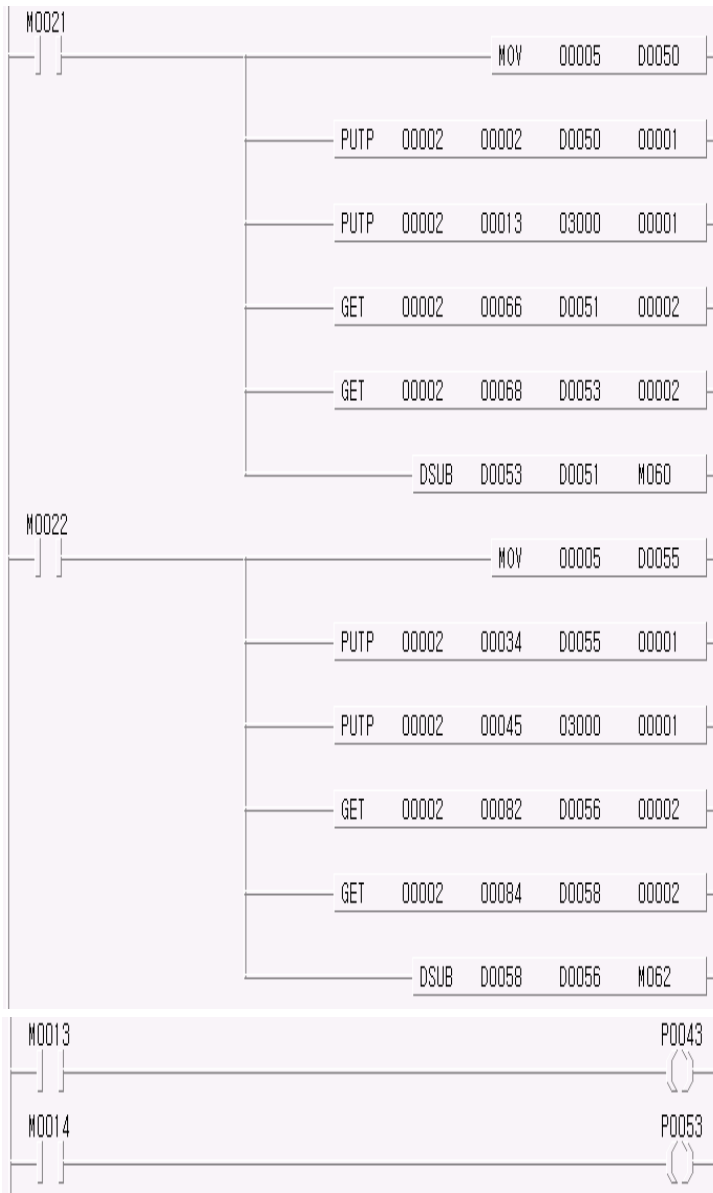 M0021
MOV 00005 D0050
PUTP 00002 00002 D0050 00001
PUTP 00002 00013 03000 00001
GET 00002 00066 D0051 00002
GET 00002 00068 D0053 00002
DSUB D0053 D0051 M060
M0022
MOV 00005 D0055
PUTP 00002 00034 D0055 00001
PUTP 00002 00045 03000 00001
GET 00002 00082 D0056 00002
GET 00002 00084 D0058 00002
DSUB D0058 D0056 M062
M0013 P0043
M0014 P0053